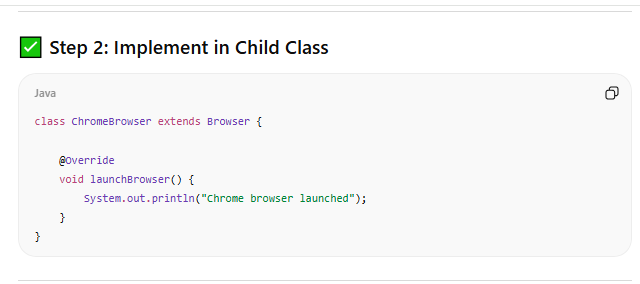 ✅ Step 2: Implement in Child Class
Java
class ChromeBrowser extends Browser {
@Override
void launchBrowser() {
System.out.println("Chrome browser launched");
}
}